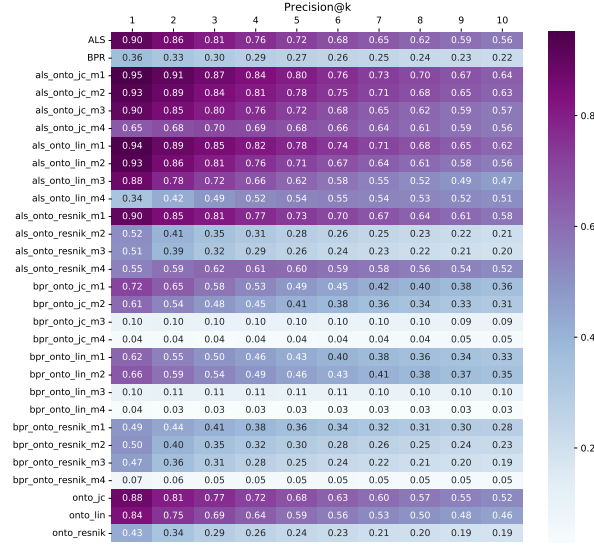 Precision@k
1 2 3 4 5 6 7 8 9 10
ALS 0.90 0.86 0.81 0.76 0.72 0.68 0.65 0.62 0.59 0.56
BPR 0.36 0.33 0.30 0.29 0.27 0.26 0.25 0.24 0.23 0.22
als_onto_jc_m1 0.95 0.91 0.87 0.84 0.80 0.76 0.73 0.70 0.67 0.64
als_onto_jc_m2 0.93 0.89 0.84 0.81 0.78 0.75 0.71 0.68 0.65 0.63
als_onto_jc_m3 0.90 0.85 0.80 0.76 0.72 0.68 0.65 0.62 0.59 0.57
als_onto_jc_m4 0.65 0.68 0.70 0.69 0.68 0.66 0.64 0.61 0.59 0.56
als_onto_lin_m1 0.94 0.89 0.85 0.82 0.78 0.74 0.71 0.68 0.65 0.62
als_onto_lin_m2 0.93 0.86 0.81 0.76 0.71 0.67 0.64 0.61 0.58 0.56
als_onto_lin_m3 0.88 0.78 0.72 0.66 0.62 0.58 0.55 0.52 0.49 0.47
als_onto_lin_m4 0.34 0.42 0.49 0.52 0.54 0.55 0.54 0.53 0.52 0.51
als_onto_resnik_m1 0.90 0.85 0.81 0.77 0.73 0.70 0.67 0.64 0.61 0.58
als_onto_resnik_m2 0.52 0.41 0.35 0.31 0.28 0.26 0.25 0.23 0.22 0.21
als_onto_resnik_m3 0.51 0.39 0.32 0.29 0.26 0.24 0.23 0.22 0.21 0.20
als_onto_resnik_m4 0.55 0.59 0.62 0.61 0.60 0.59 0.58 0.56 0.54 0.52
bpr_onto_jc_m1 0.72 0.65 0.58 0.53 0.49 0.45 0.42 0.40 0.38 0.36
bpr_onto_jc_m2 0.61 0.54 0.48 0.45 0.41 0.38 0.36 0.34 0.33 0.31
bpr_onto_jc_m3 0.10 0.10 0.10 0.10 0.10 0.10 0.10 0.10 0.09 0.09
bpr_onto_jc_m4 0.04 0.04 0.04 0.04 0.04 0.04 0.04 0.04 0.05 0.05
bpr_onto_lin_m1 0.62 0.55 0.50 0.46 0.43 0.40 0.38 0.36 0.34 0.33
bpr_onto_lin_m2 0.66 0.59 0.54 0.49 0.46 0.43 0.41 0.38 0.37 0.35
bpr_onto_lin_m3 0.10 0.11 0.11 0.11 0.11 0.11 0.10 0.10 0.10 0.10
bpr_onto_lin_m4 0.04 0.03 0.03 0.03 0.03 0.03 0.03 0.03 0.03 0.03
bpr_onto_resnik_m1 0.49 0.44 0.41 0.38 0.36 0.34 0.32 0.31 0.30 0.28
bpr_onto_resnik_m2 0.50 0.40 0.35 0.32 0.30 0.28 0.26 0.25 0.24 0.23
bpr_onto_resnik_m3 0.47 0.36 0.31 0.28 0.25 0.24 0.22 0.21 0.20 0.19
bpr_onto_resnik_m4 0.07 0.06 0.05 0.05 0.05 0.05 0.05 0.05 0.05 0.05
onto_jc 0.88 0.81 0.77 0.72 0.68 0.63 0.60 0.57 0.55 0.52
onto_lin 0.84 0.75 0.69 0.64 0.59 0.56 0.53 0.50 0.48 0.46
onto_resnik 0.43 0.34 0.29 0.26 0.24 0.23 0.21 0.20 0.19 0.19
0.8
0.6
0.4
0.2